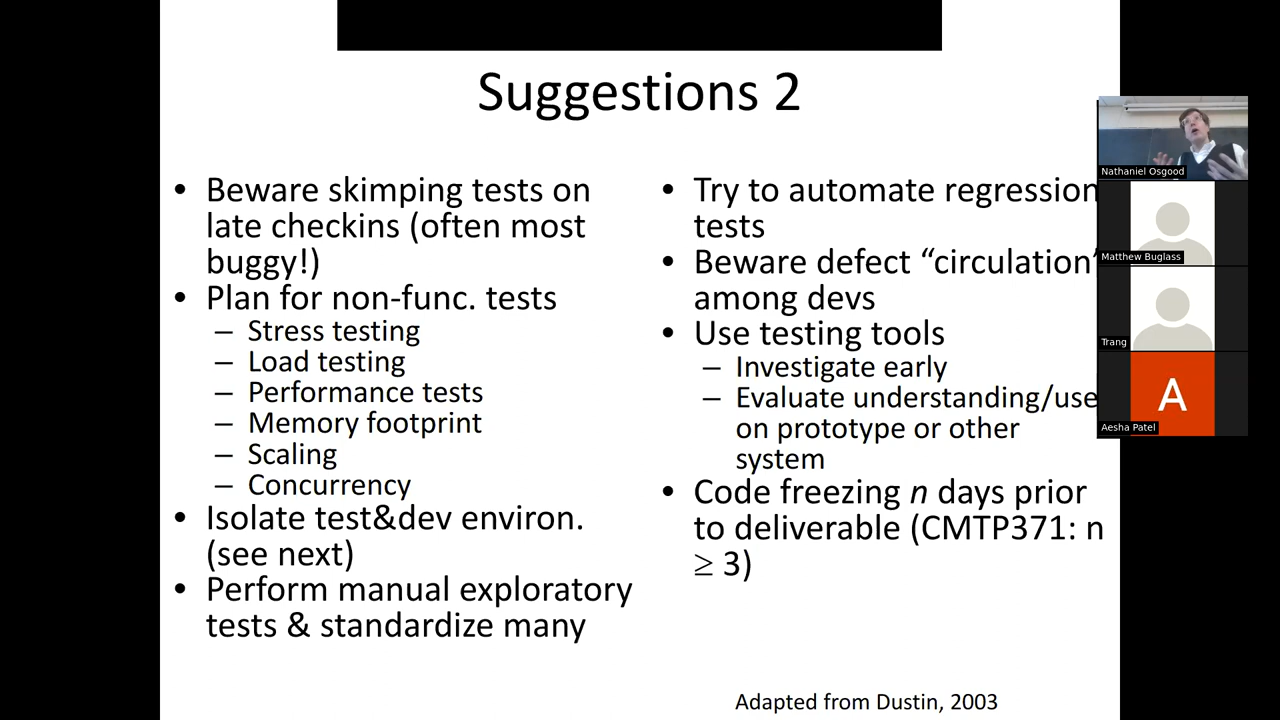 Suggestions 2
• Beware skimping tests on
late checkins (often most
buggy!)
• Plan for non-func. tests
– Stress testing
– Load testing
– Performance tests
– Memory footprint
– Scaling
– Concurrency
• Isolate test&dev environ.
(see next)
• Perform manual exploratory
tests & standardize many
• Try to automate regression
tests
• Beware defect “circulation”
among devs
• Use testing tools
– Investigate early
– Evaluate understanding/use
on prototype or other
system
• Code freezing n days prior
to deliverable (CMTP371: n
≥ 3)
Adapted from Dustin, 2003
Nathaniel Osgood
Matthew Buglass
Trang
A
Aesha Patel